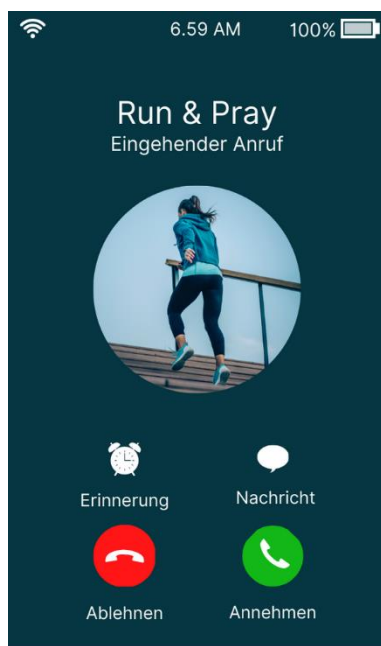 6.59 AM 100%
Run & Pray
Eingehender Anruf
Erinnerung Nachricht
Ablehnen Annehmen